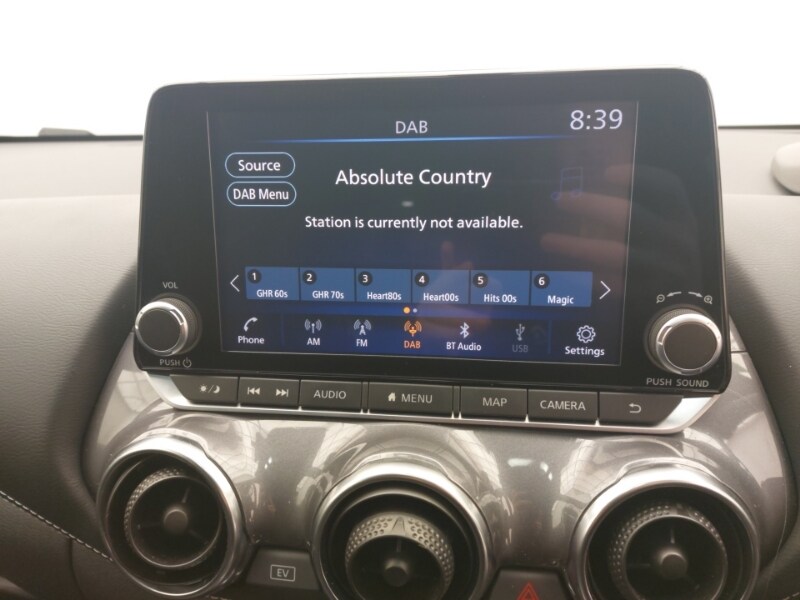 DAB 8:39
Source
Absolute Country
DAB Menu
Station is currently not available.
1 2 3 4 5 6
GHR 60s GHR 70s Heart80s Heart00s Hits 00s Magic
Phone AM FM DAB BT Audio USB Settings
VOL
PUSH
PUSH SOUND
AUDIO MENU MAP CAMERA
EV